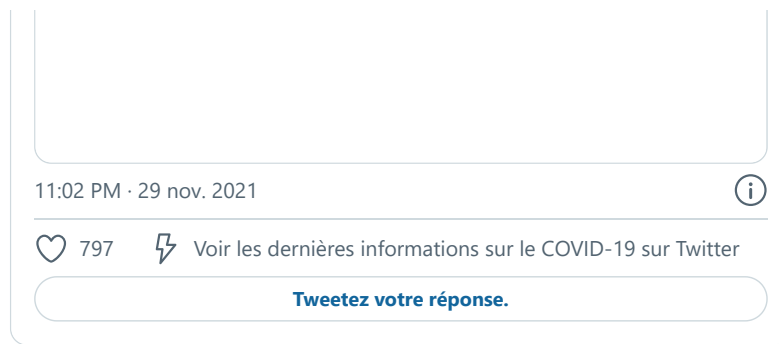 11:02 PM · 29 nov. 2021
797 Voir les dernières informations sur le COVID-19 sur Twitter
Tweetez votre réponse.